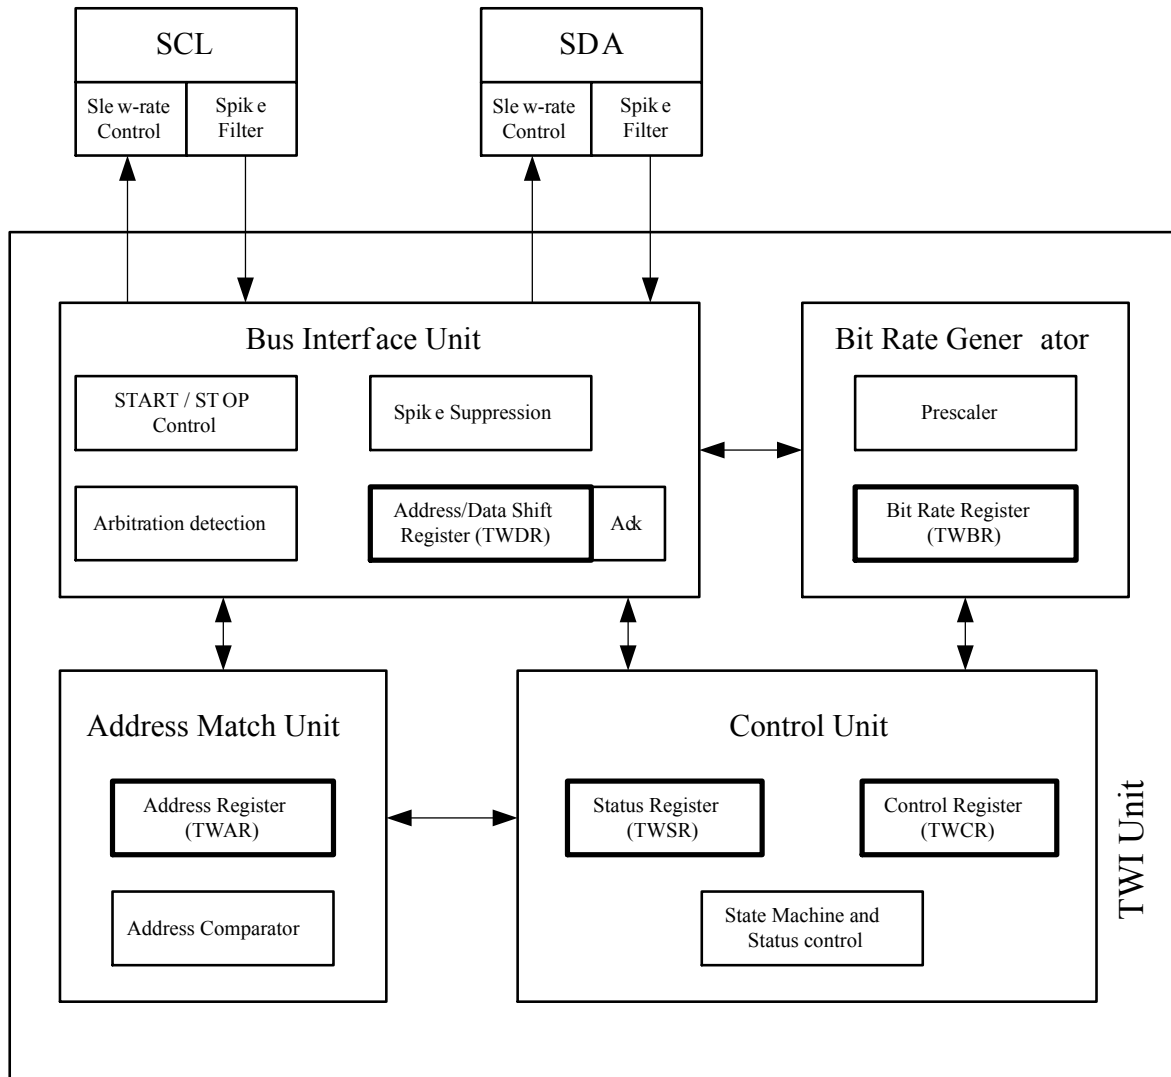 SCL
SDA
Slew-rate
Control
Spike
Filter
Slew-rate
Control
Spike
Filter
Bus Interface Unit
START / STOP
Control
Spike Suppression
Arbitration detection
Address/Data Shift
Register (TWDR)
Ack
Bit Rate Generator
Prescaler
Bit Rate Register
(TWBR)
Address Match Unit
Address Register
(TWAR)
Address Comparator
Control Unit
Status Register
(TWSR)
Control Register
(TWCR)
State Machine and
Status control
TWI Unit